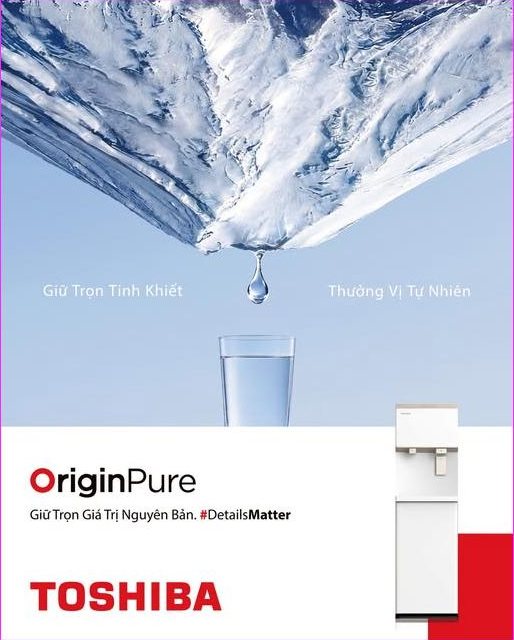 Giữ Trọn Tinh Khiết
Thưởng Vị Tự Nhiên
OriginPure
Giữ Trọn Giá Trị Nguyên Bản. #DetailsMatter
TOSHIBA